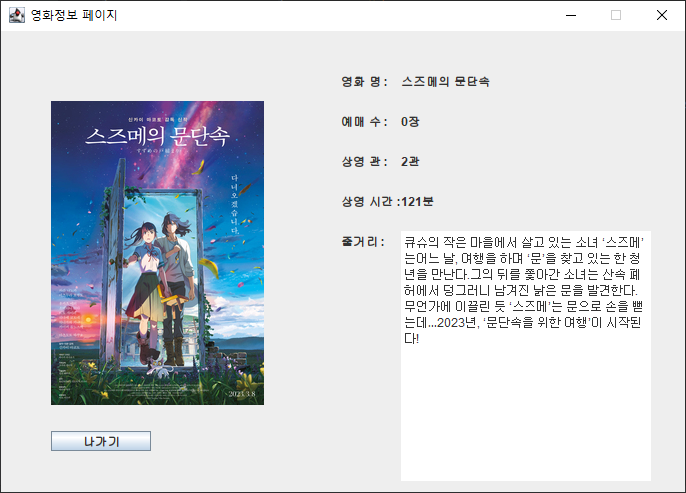 영화정보 페이지
영화 명 : 스즈메의 문단속
예매 수 : 0장
상영 관 : 2관
상영 시간 :121분
줄거리 :
큐슈의 작은 마을에서 살고 있는 소녀 ‘스즈메’
는어느 날, 여행을 하며 ‘문’을 찾고 있는 한 청
년을 만난다.그의 뒤를 쫓아간 소녀는 산속 폐
허에서 덩그러니 남겨진 낡은 문을 발견한다.
무언가에 이끌린 듯 ‘스즈메’는 문으로 손을 뻗
는데...2023년, ‘문단속을 위한 여행’이 시작된
다!
신카이 마코토 감독 신작
스즈메의 문단속
すずめの戸締まり
다녀오겠습니다.
2023.3.8
나가기